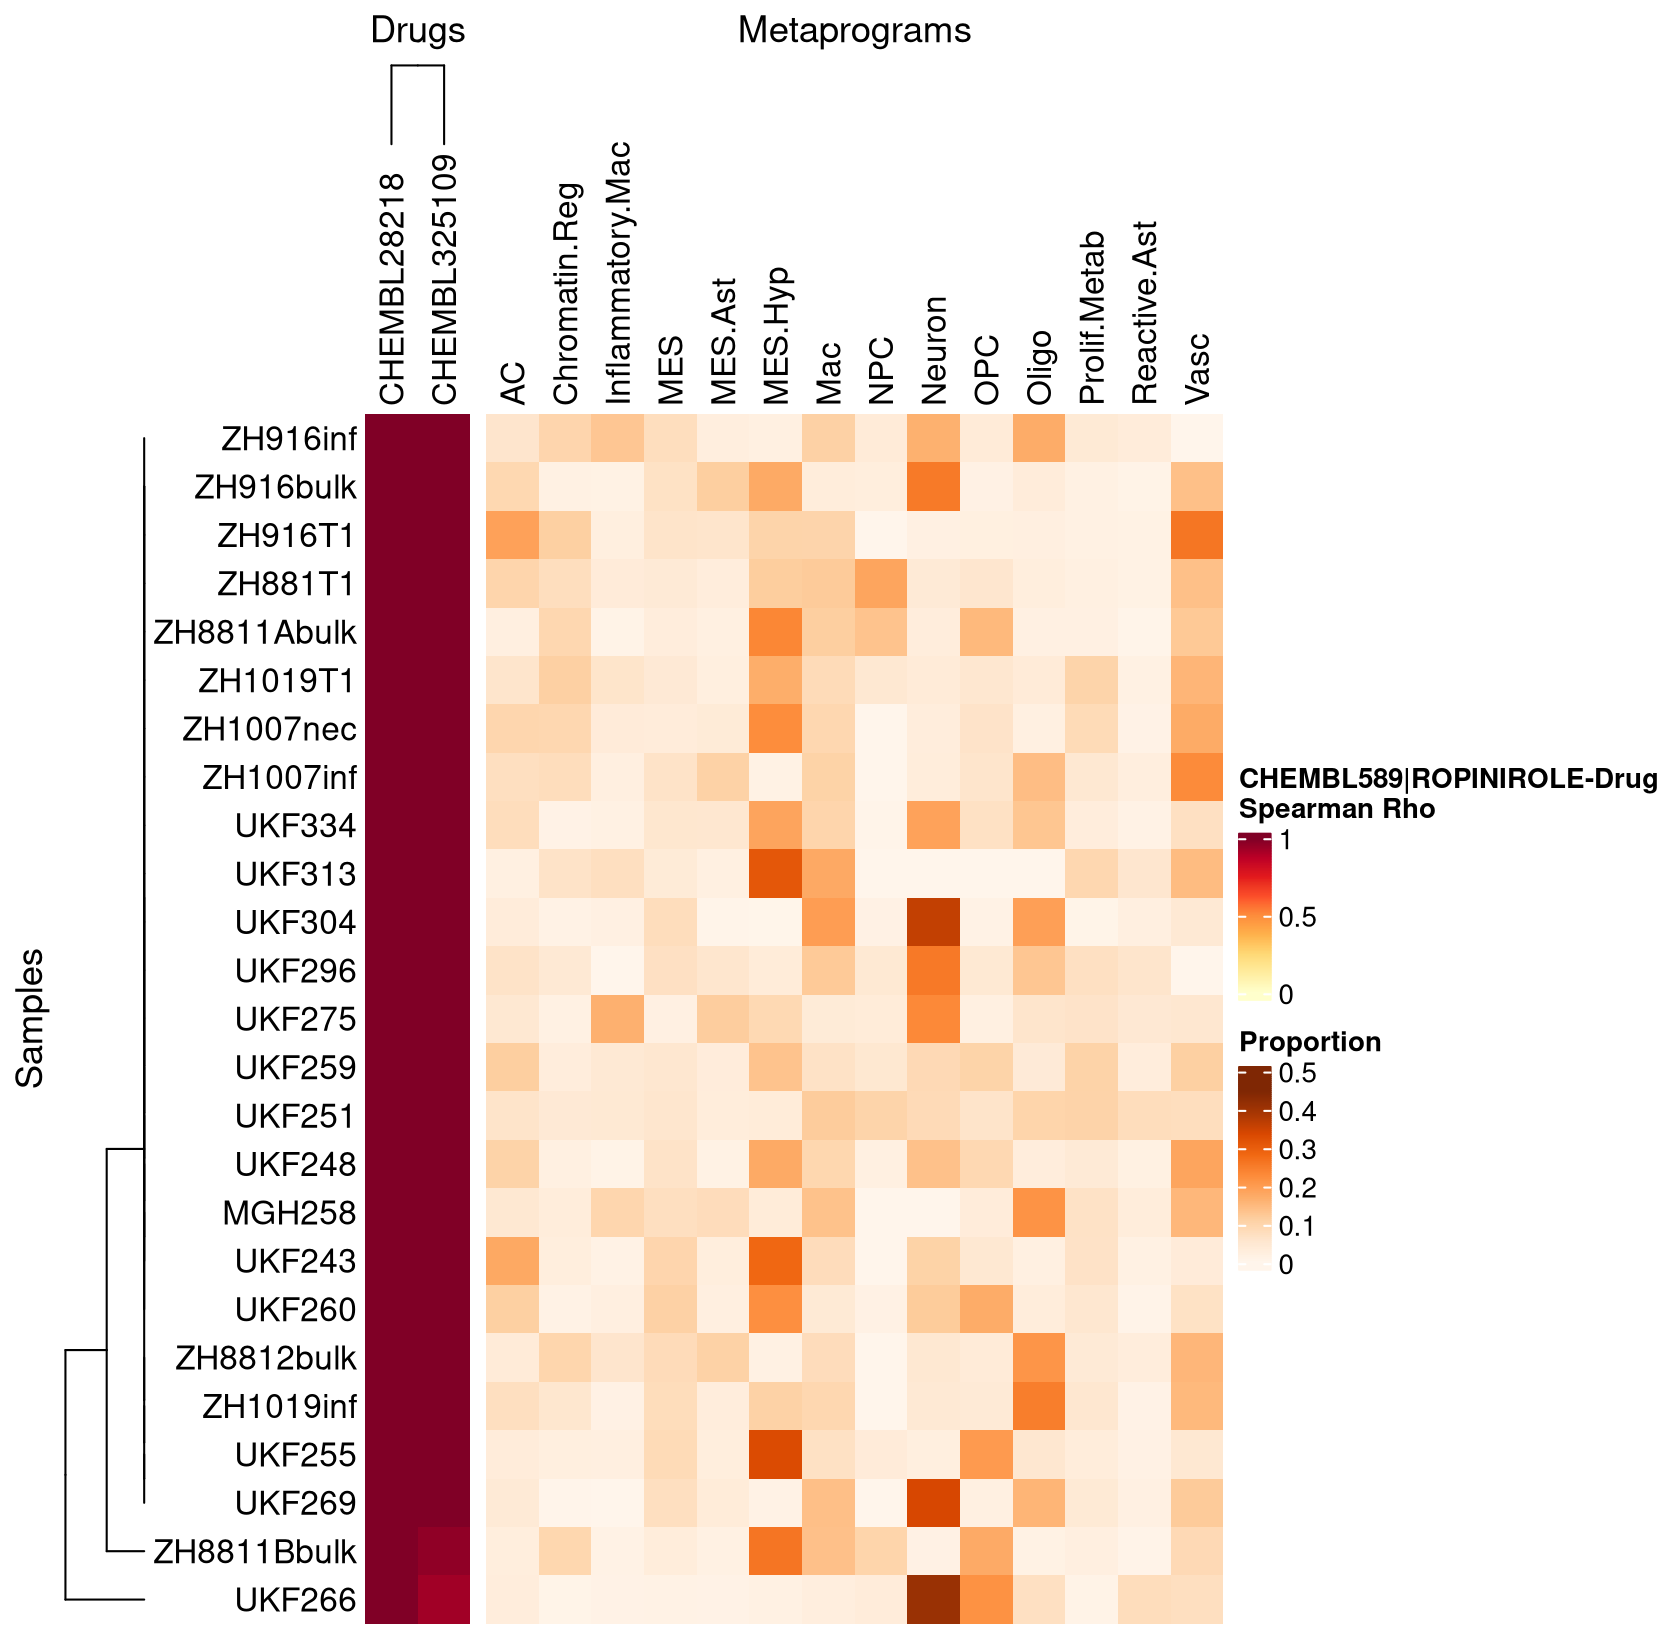 Drugs
Metaprograms
CHEMBL28218
CHEMBL325109
AC
Chromatin.Reg
Inflammatory.Mac
MES
MES.Ast
MES.Hyp
Mac
NPC
Neuron
OPC
Oligo
Prolif.Metab
Reactive.Ast
Vasc
Samples
ZH916inf
ZH916bulk
ZH916T1
ZH881T1
ZH8811Abulk
ZH1019T1
ZH1007nec
ZH1007inf
UKF334
UKF313
UKF304
UKF296
UKF275
UKF259
UKF251
UKF248
MGH258
UKF243
UKF260
ZH8812bulk
ZH1019inf
UKF255
UKF269
ZH8811Bbulk
UKF266
CHEMBL589|ROPINIROLE-Drug
Spearman Rho
1
0.5
0
Proportion
0.5
0.4
0.3
0.2
0.1
0